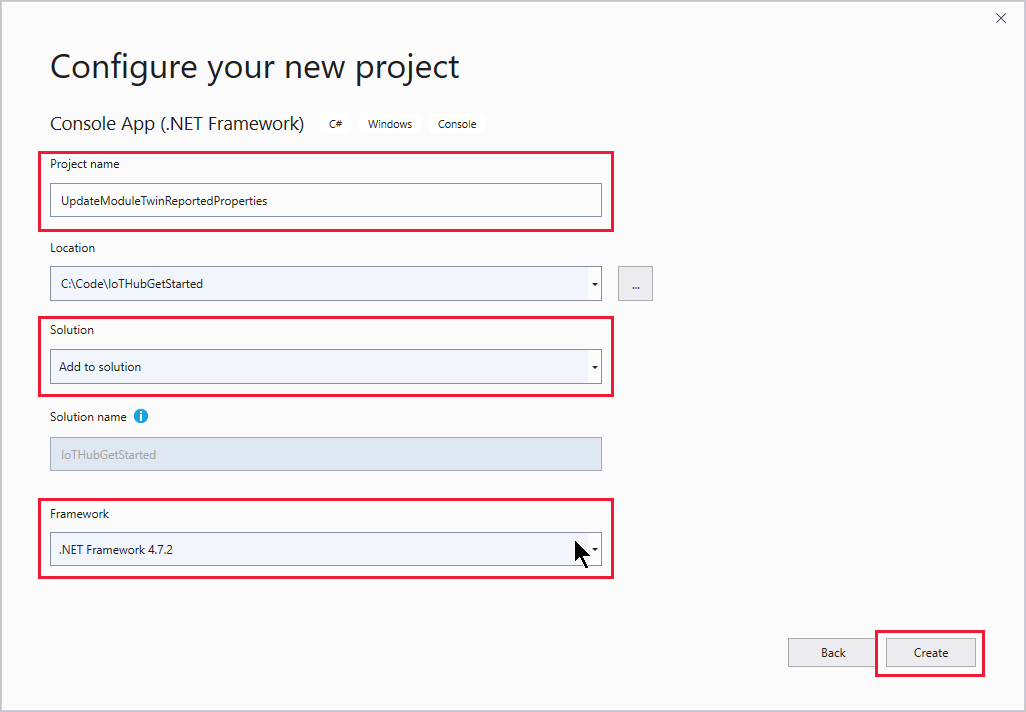 Configure your new project
Console App (.NET Framework) C# Windows Console
Project name
UpdateModuleTwinReportedProperties
Location
C:\Code\IoTHubGetStarted
...
Solution
Add to solution
Solution name
IoTHubGetStarted
Framework
.NET Framework 4.7.2
Back Create